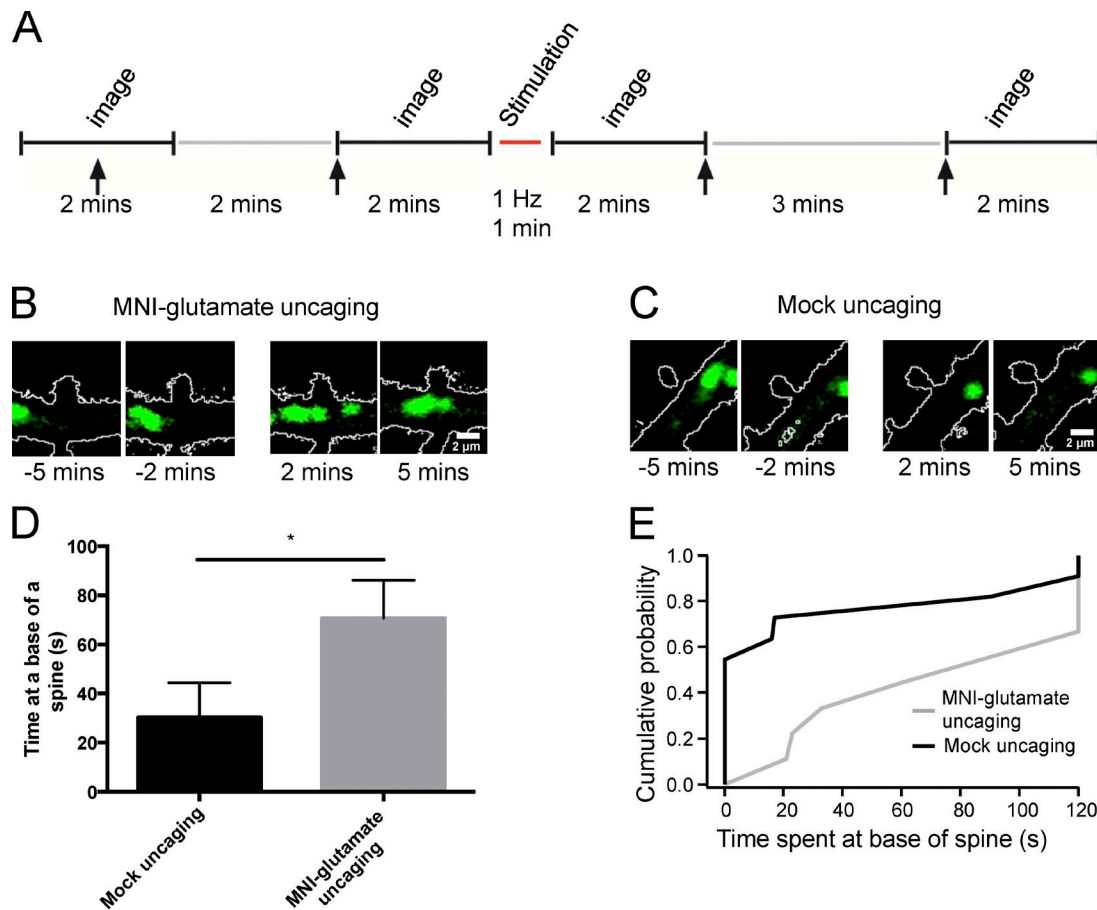 A
image
image
Stimulation
image
image
2 mins
2 mins
2 mins
1 Hz
1 min
2 mins
3 mins
2 mins
B
MNI-glutamate uncaging
2 µm
-5 mins
-2 mins
2 mins
5 mins
C
Mock uncaging
2 µm
-5 mins
-2 mins
2 mins
5 mins
D
Time at a base of a
spine (s)
100
80
60
40
20
0
*
Mock uncaging
MNI-glutamate
uncaging
E
Cumulative probability
1.0
0.8
0.6
0.4
0.2
0.0
MNI-glutamate
uncaging
Mock uncaging
0 20 40 60 80 100 120
Time spent at base of spine (s)